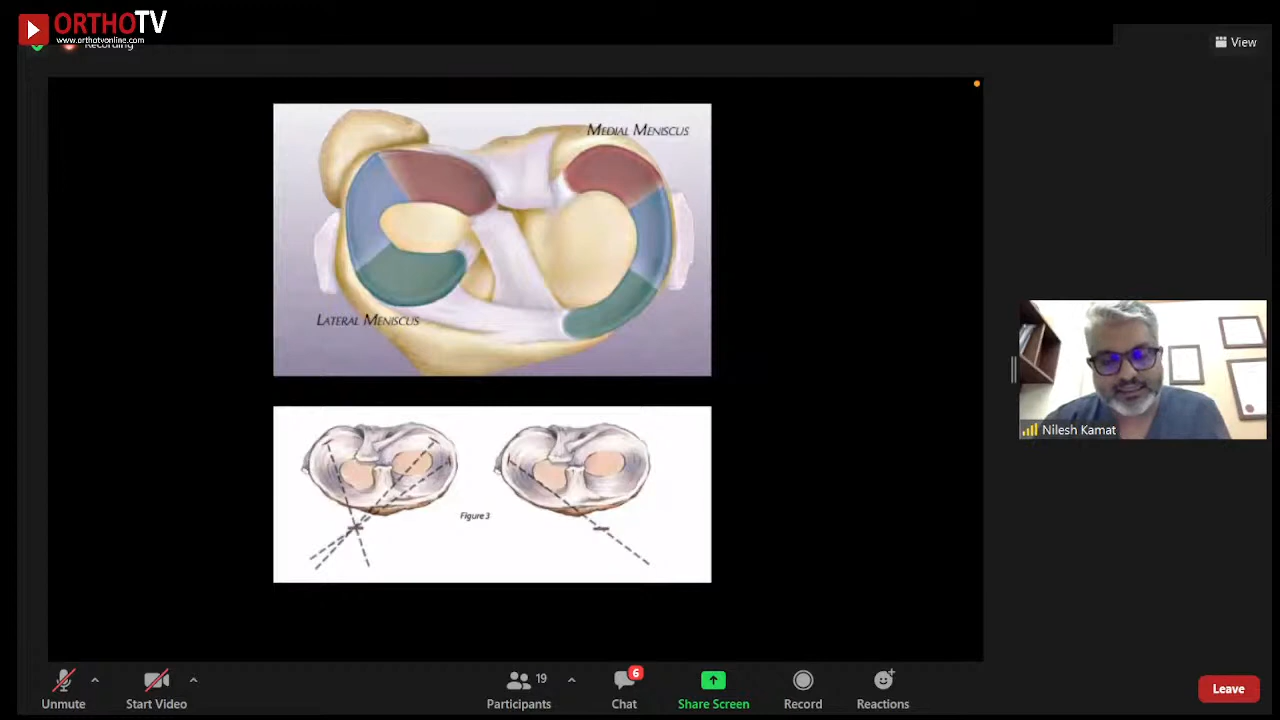 ORTHOTV
www.orthotvonline.com
Recording
View
MEDIAL MENISCUS
LATERAL MENISCUS
Figure 3
Nilesh Kamat
19
6
Unmute
Start Video
Participants
Chat
Share Screen
Record
Reactions
Leave